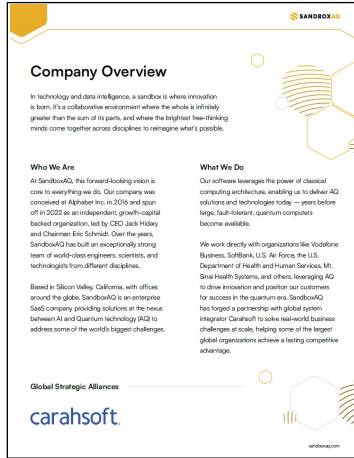 SANDBOXAQ
Company Overview
In technology and data intelligence, a sandbox is where innovation
is born. It's a collaborative environment where the whole is infinitely
greater than the sum of its parts, and where the brightest free-thinking
minds come together across disciplines to reimagine what's possible.
Who We Are
At SandboxAQ, this forward-looking vision is
core to everything we do. Our company was
conceived at Alphabet Inc. in 2016 and spun
off in 2022 as an independent, growth-capital
backed organization, led by CEO Jack Hidary
and Chairmen Eric Schmidt. Over the years,
SandboxAQ has built an exceptionally strong
team of world-class engineers, scientists, and
technologists from different disciplines.
Based in Silicon Valley, California, with offices
around the globe, SandboxAQ is an enterprise
SaaS company providing solutions at the nexus
between AI and Quantum technology (AQ) to
address some of the world's biggest challenges.
What We Do
Our software leverages the power of classical
computing architecture, enabling us to deliver AQ
solutions and technologies today — years before
large, fault-tolerant, quantum computers
become available.
We work directly with organizations like Vodafone
Business, SoftBank, U.S. Air Force, the U.S.
Department of Health and Human Services, Mt.
Sinai Health Systems, and others, leveraging AQ
to drive innovation and position our customers
for success in the quantum era. SandboxAQ
has forged a partnership with global system
integrator Carahsoft to solve real-world business
challenges at scale, helping some of the largest
global organizations achieve a lasting competitive
advantage.
Global Strategic Alliances
carahsoft.
sandboxaq.com